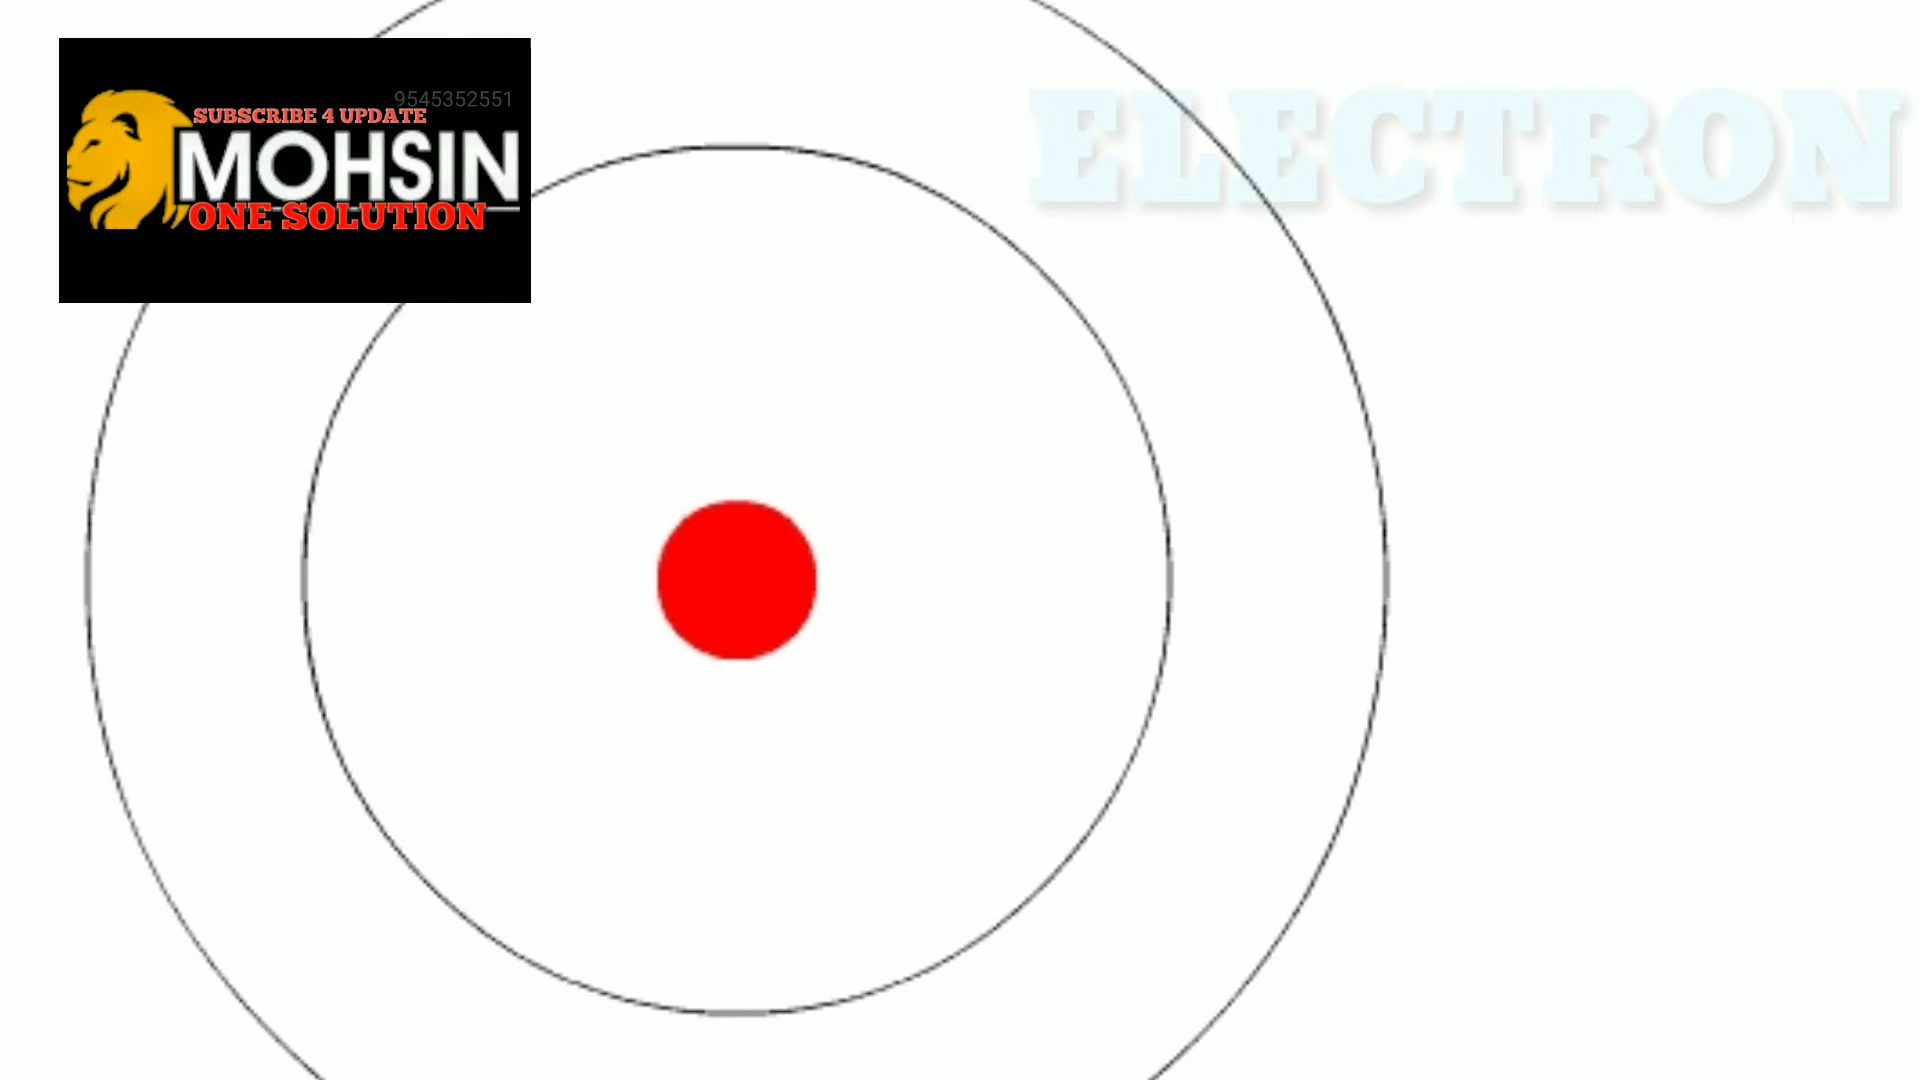 9545352551
SUBSCRIBE 4 UPDATE
MOHSIN
ONE SOLUTION
ELECTRON